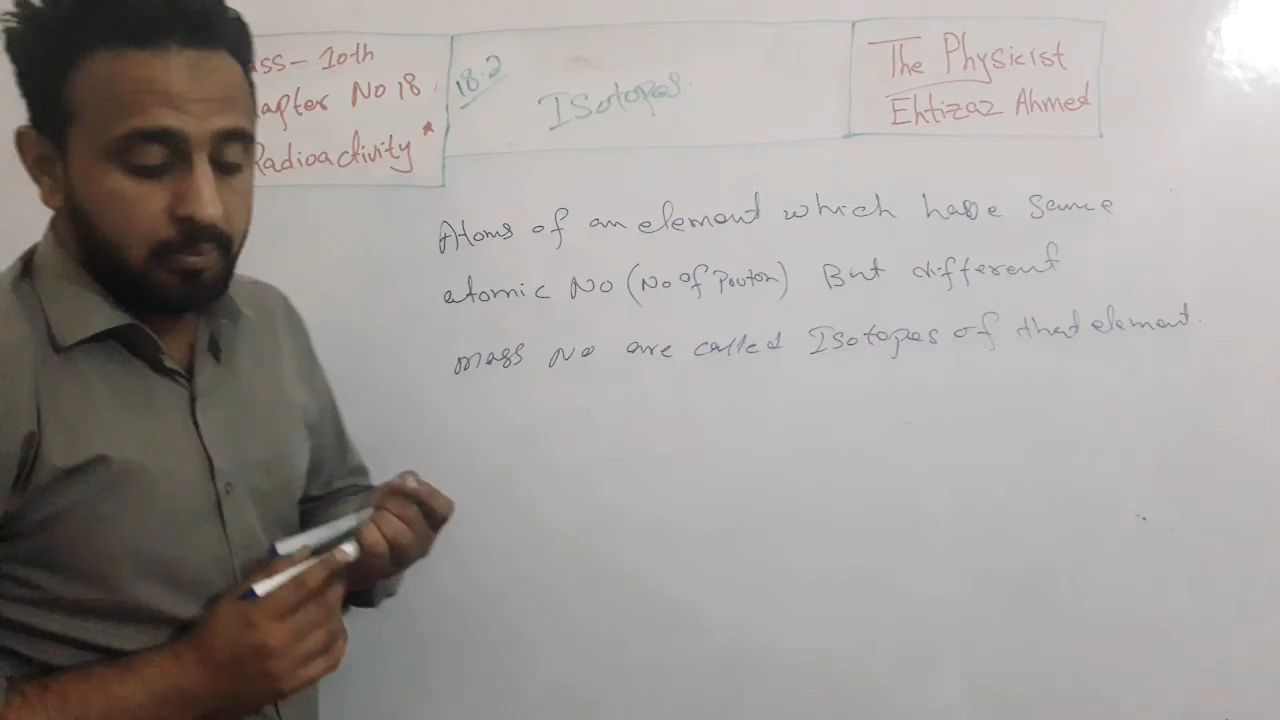 ss- 10th
apter No 18
Radioactivity *
18.2
Isotopes.
The Physicist
Ehtizaz Ahmed
Atoms of an element which have same
atomic No (No of Proton) But different
mass No are called Isotopes of that element.